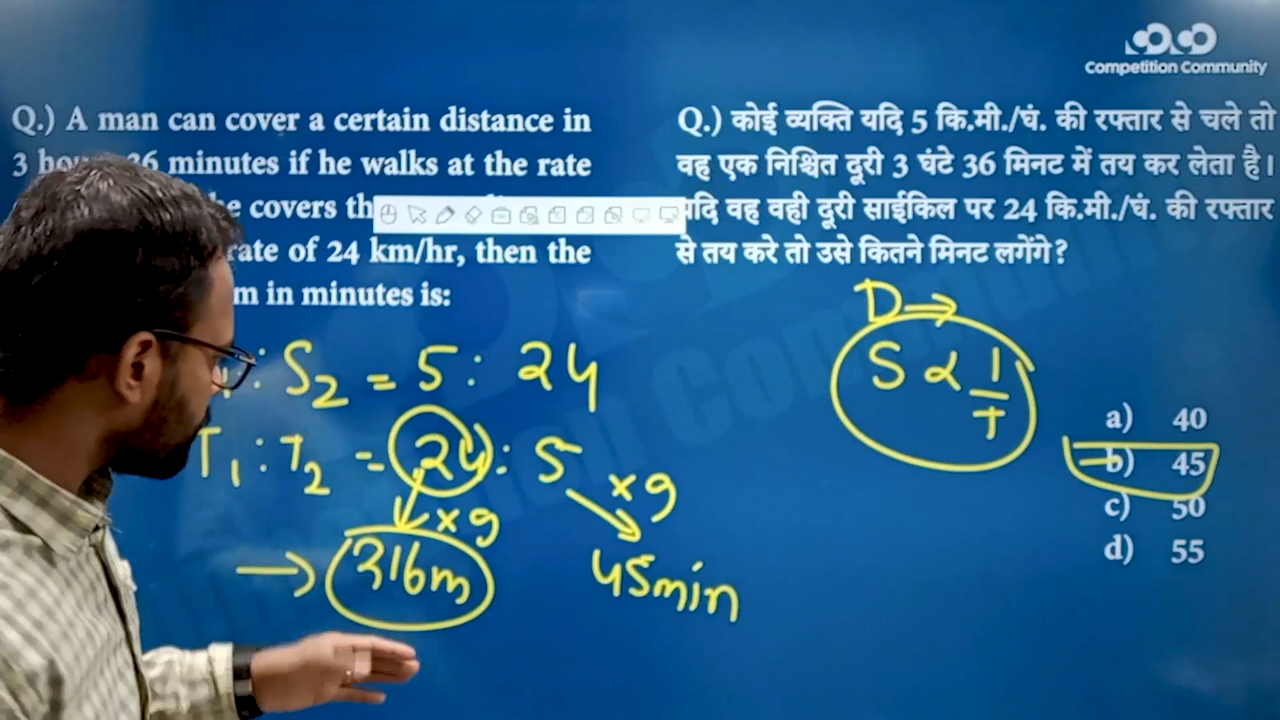 Competition Community
Q.) A man can cover a certain distance in
3 36 minutes if he walks at the rate
covers
rate of 24 km/hr, then the
in minutes is:
Q.) कोई व्यक्ति यदि 5 कि.मी./घं. की रफ्तार से चले तो
वह एक निश्चित दूरी 3 घंटे 36 मिनट में तय कर लेता है।
यदि वह वही दूरी साईकिल पर 24 कि.मी./घं. की रफ्तार
से तय करे तो उसे कितने मिनट लगेंगे?
: S2 = 5 : 24
T1 : T2 = 24 : 5
×9 ×9
216m 45min
D→
S α 1/T
a) 40
b) 45
c) 50
d) 55